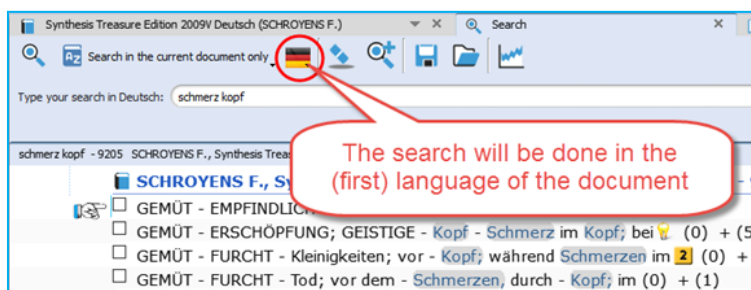 Synthesis Treasure Edition 2009V Deutsch (SCHROYENS F.) Search
Search in the current document only
Type your search in Deutsch: schmerz kopf
schmerz kopf - 9205 SCHROYENS F., Synthesis Treas
The search will be done in the
(first) language of the document
SCHROYENS F., Sy
GEMÜT - EMPFINDLICH
GEMÜT - ERSCHÖPFUNG; GEISTIGE - Kopf - Schmerz im Kopf; bei (0) + (5
GEMÜT - FURCHT - Kleinigkeiten; vor - Kopf; während Schmerzen im 2 (0) +
GEMÜT - FURCHT - Tod; vor dem - Schmerzen, durch - Kopf; im (0) + (1)